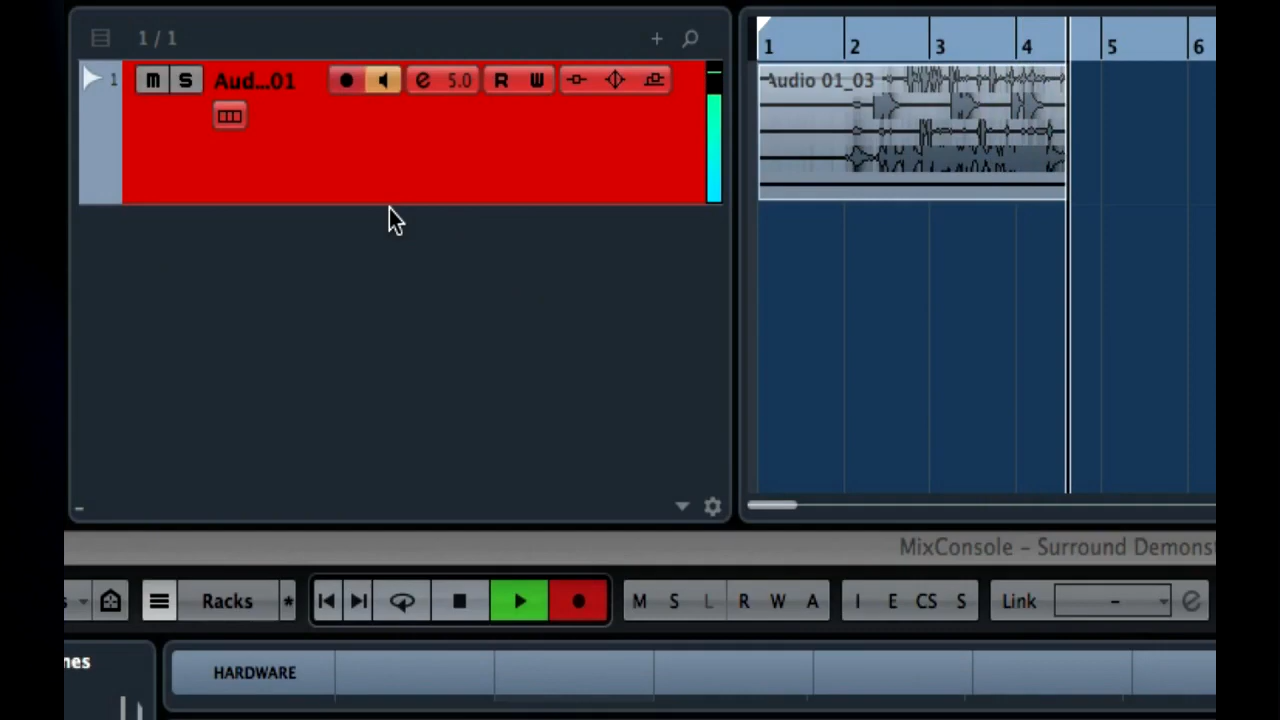 1 / 1 +
1 2 3 4 5 6
1 m S Aud...01 e 5.0 R W
Audio 01_03
MixConsole – Surround Demonst
s Racks * M S L R W A I E CS S Link – e
nes
HARDWARE